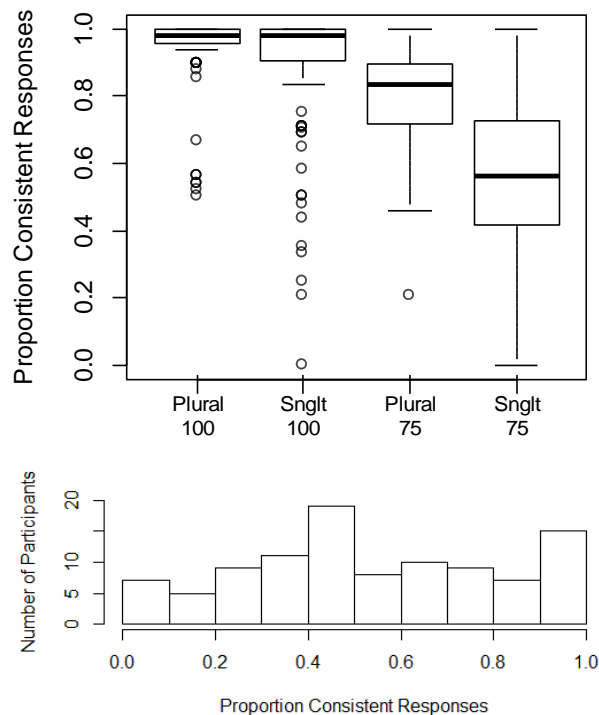 Proportion Consistent Responses
1.0
0.8
0.6
0.4
0.2
0.0
Plural
100
Snglt
100
Plural
75
Snglt
75
Number of Participants
20
10
5
0
0.0 0.2 0.4 0.6 0.8 1.0
Proportion Consistent Responses